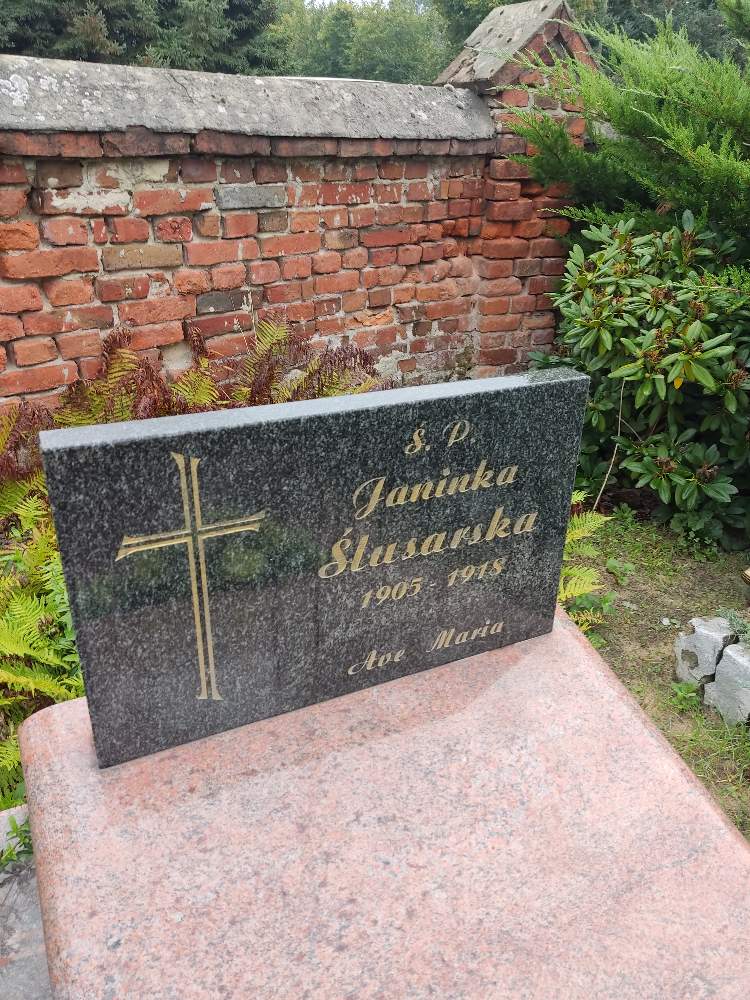 Ś. P.
Janinka
Ślusarska
1905 - 1918
Ave Maria